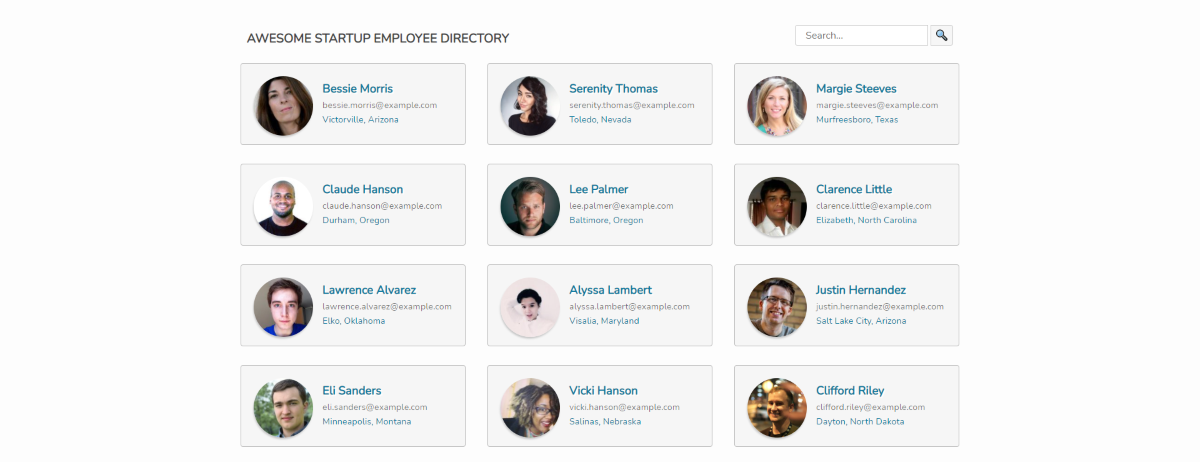 AWESOME STARTUP EMPLOYEE DIRECTORY
Search...
Bessie Morris
bessie.morris@example.com
Victorville, Arizona
Serenity Thomas
serenity.thomas@example.com
Toledo, Nevada
Margie Steeves
margie.steeves@example.com
Murfreesboro, Texas
Claude Hanson
claude.hanson@example.com
Durham, Oregon
Lee Palmer
lee.palmer@example.com
Baltimore, Oregon
Clarence Little
clarence.little@example.com
Elizabeth, North Carolina
Lawrence Alvarez
lawrence.alvarez@example.com
Elko, Oklahoma
Alyssa Lambert
alyssa.lambert@example.com
Visalia, Maryland
Justin Hernandez
justin.hernandez@example.com
Salt Lake City, Arizona
Eli Sanders
eli.sanders@example.com
Minneapolis, Montana
Vicki Hanson
vicki.hanson@example.com
Salinas, Nebraska
Clifford Riley
clifford.riley@example.com
Dayton, North Dakota